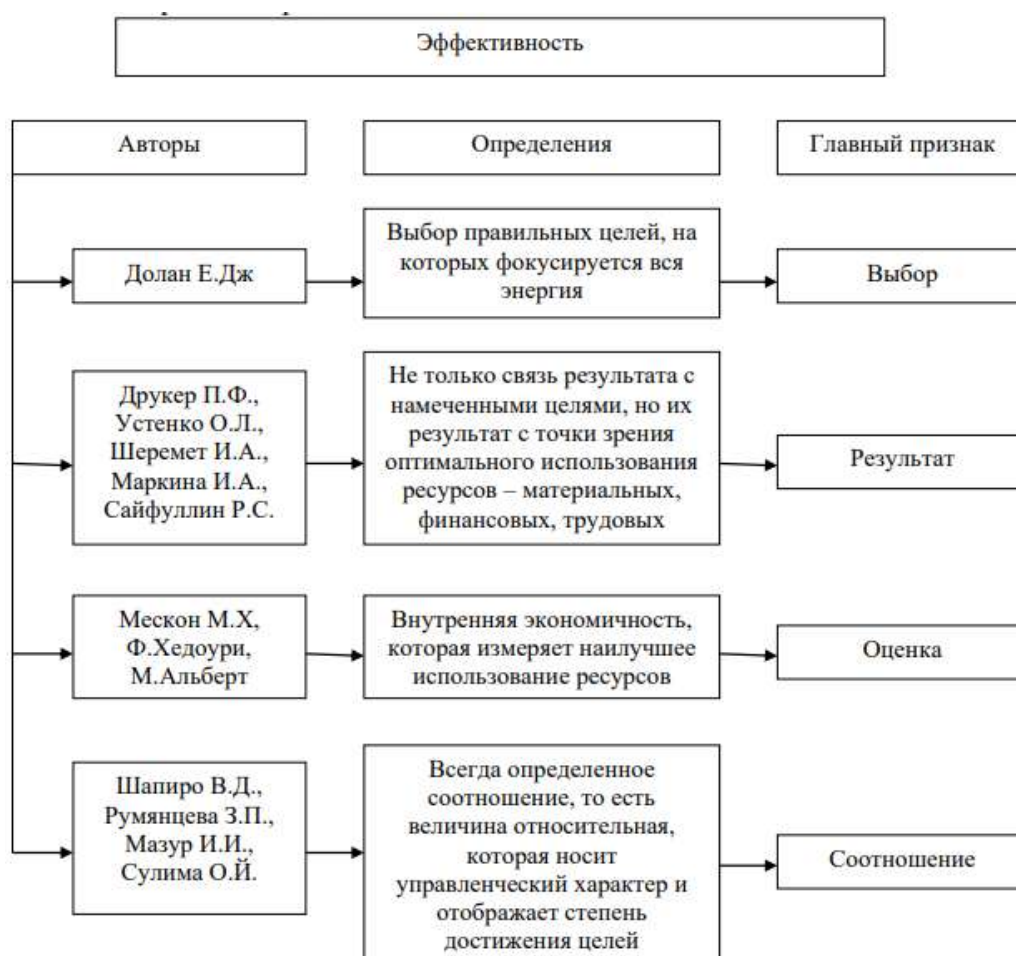 Эффективность
Авторы
Определения
Главный признак
Долан Е.Дж
Выбор правильных целей, на
которых фокусируется вся
энергия
Выбор
Друкер П.Ф.,
Устенко О.Л.,
Шеремет И.А.,
Маркина И.А.,
Сайфуллин Р.С.
Не только связь результата с
намеченными целями, но их
результат с точки зрения
оптимального использования
ресурсов – материальных,
финансовых, трудовых
Результат
Мескон М.Х,
Ф.Хедоури,
М.Альберт
Внутренняя экономичность,
которая измеряет наилучшее
использование ресурсов
Оценка
Шапиро В.Д.,
Румянцева З.П.,
Мазур И.И.,
Сулима О.Й.
Всегда определенное
соотношение, то есть
величина относительная,
которая носит
управленческий характер и
отображает степень
достижения целей
Соотношение